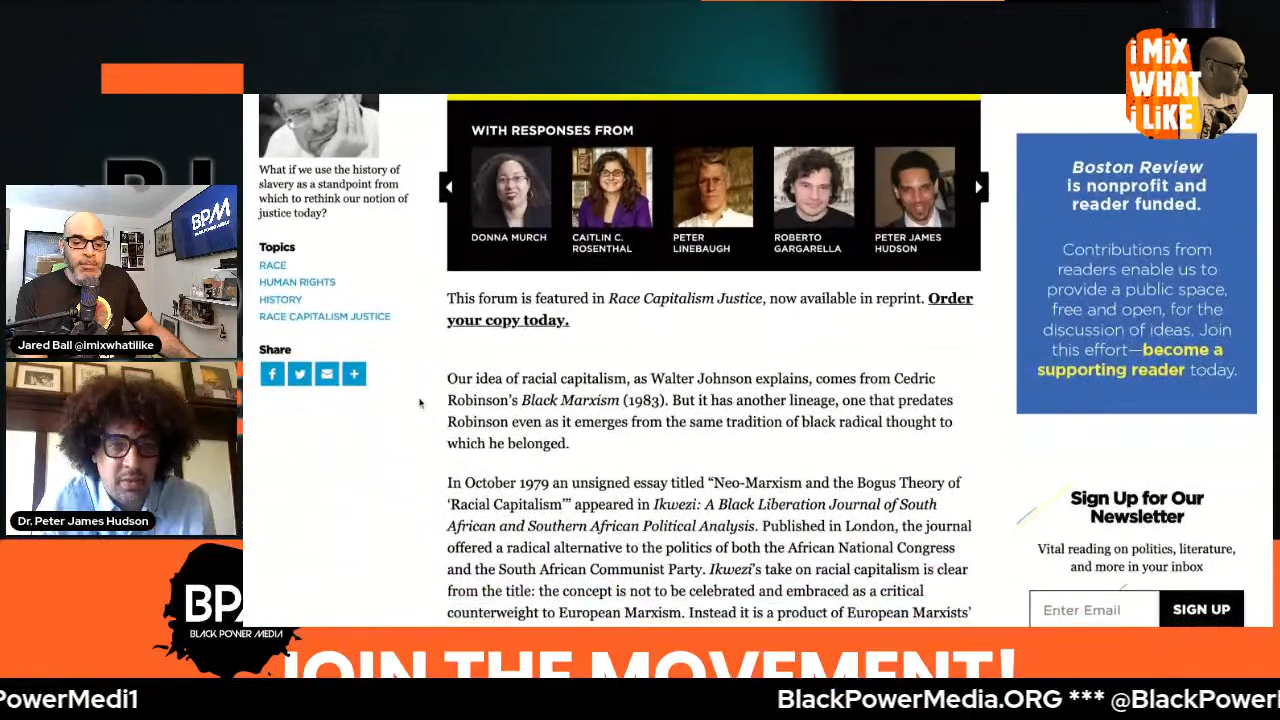 i MiX
WHAT
i LiKE
BPM
Jared Ball @imixwhatilike
Dr. Peter James Hudson
What if we use the history of
slavery as a standpoint from
which to rethink our notion of
justice today?
Topics
RACE
HUMAN RIGHTS
HISTORY
RACE CAPITALISM JUSTICE
Share
WITH RESPONSES FROM
DONNA MURCH
CAITLIN C.
ROSENTHAL
PETER
LINEBAUGH
ROBERTO
GARGARELLA
PETER JAMES
HUDSON
This forum is featured in Race Capitalism Justice, now available in reprint. Order
your copy today.
Our idea of racial capitalism, as Walter Johnson explains, comes from Cedric
Robinson’s Black Marxism (1983). But it has another lineage, one that predates
Robinson even as it emerges from the same tradition of black radical thought to
which he belonged.
In October 1979 an unsigned essay titled “Neo-Marxism and the Bogus Theory of
‘Racial Capitalism’” appeared in Ikwezi: A Black Liberation Journal of South
African and Southern African Political Analysis. Published in London, the journal
offered a radical alternative to the politics of both the African National Congress
and the South African Communist Party. Ikwezi’s take on racial capitalism is clear
from the title: the concept is not to be celebrated and embraced as a critical
counterweight to European Marxism. Instead it is a product of European Marxists’
Boston Review
is nonprofit and
reader funded.
Contributions from
readers enable us to
provide a public space,
free and open, for the
discussion of ideas. Join
this effort—become a
supporting reader today.
Sign Up for Our
Newsletter
Vital reading on politics, literature,
and more in your inbox
Enter Email
SIGN UP
BLACK POWER MEDIA
JOIN THE MOVEMENT!
PowerMedi1
BlackPowerMedia.ORG *** @BlackPower